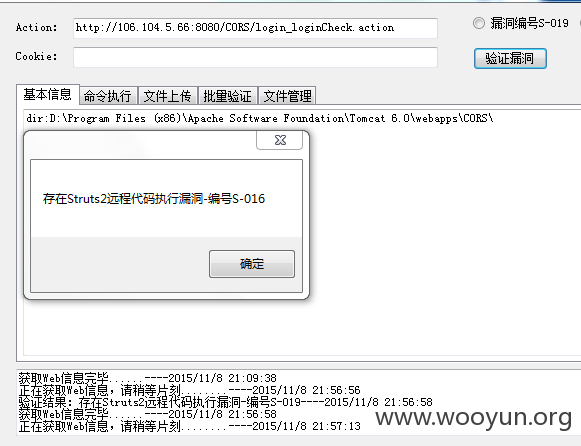 Action: http://106.104.5.66:8080/CORS/login_loginCheck.action
漏洞编号S-019
Cookie:
验证漏洞
基本信息 命令执行 文件上传 批量验证 文件管理
dir:D:\Program Files (x86)\Apache Software Foundation\Tomcat 6.0\webapps\CORS\
存在Struts2远程代码执行漏洞-编号S-016
确定
获取Web信息完毕......----2015/11/8 21:09:38
正在获取Web信息,请稍等片刻........----2015/11/8 21:56:56
验证结果: 存在Struts2远程代码执行漏洞-编号S-019----2015/11/8 21:56:58
获取Web信息完毕......----2015/11/8 21:56:58
正在获取Web信息,请稍等片刻........----2015/11/8 21:57:13
www.wooyun.org